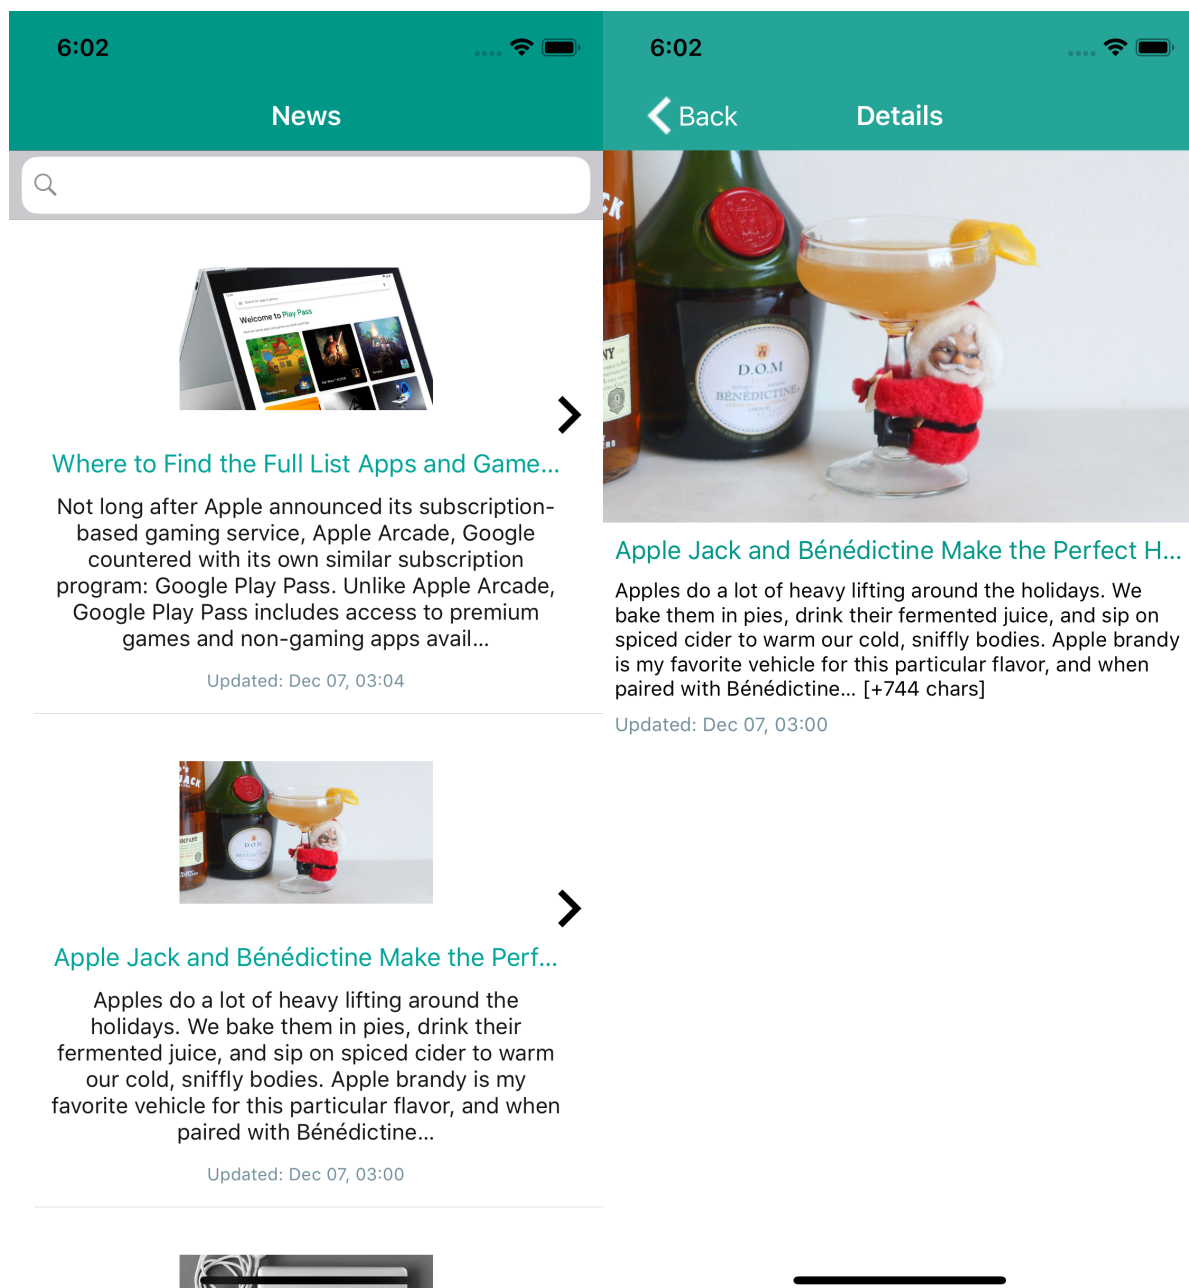 6:02
News
Welcome to Play Pass
Where to Find the Full List Apps and Game...
Not long after Apple announced its subscription-
based gaming service, Apple Arcade, Google
countered with its own similar subscription
program: Google Play Pass. Unlike Apple Arcade,
Google Play Pass includes access to premium
games and non-gaming apps avail...
Updated: Dec 07, 03:04
D.O.M
Apple Jack and Bénédictine Make the Perf...
Apples do a lot of heavy lifting around the
holidays. We bake them in pies, drink their
fermented juice, and sip on spiced cider to warm
our cold, sniffly bodies. Apple brandy is my
favorite vehicle for this particular flavor, and when
paired with Bénédictine...
Updated: Dec 07, 03:00
6:02
Back
Details
D.O.M
BÉNÉDICTINE
Apple Jack and Bénédictine Make the Perfect H...
Apples do a lot of heavy lifting around the holidays. We
bake them in pies, drink their fermented juice, and sip on
spiced cider to warm our cold, sniffly bodies. Apple brandy
is my favorite vehicle for this particular flavor, and when
paired with Bénédictine... [+744 chars]
Updated: Dec 07, 03:00